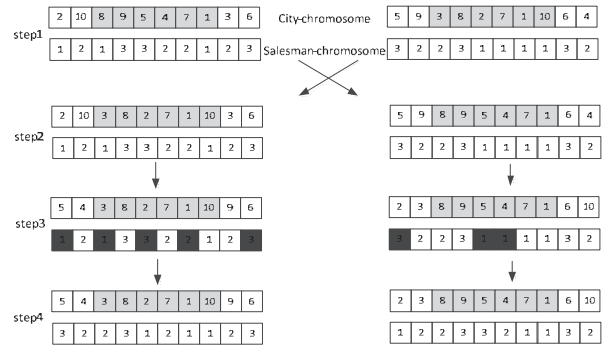 2 10 8 9 5 4 7 1 3 6 City-chromosome 5 9 3 8 2 7 1 10 6 4
step1
1 2 1 3 3 2 2 1 2 3 Salesman-chromosome 3 2 2 3 1 1 1 1 3 2
2 10 3 8 2 7 1 10 3 6 5 9 8 9 5 4 7 1 6 4
step2
1 2 1 3 3 2 2 1 2 3 3 2 2 3 1 1 1 1 3 2
5 4 3 8 2 7 1 10 9 6 2 3 8 9 5 4 7 1 6 10
step3
1 2 1 3 3 2 2 1 2 3 3 2 2 3 1 1 1 1 3 2
5 4 3 8 2 7 1 10 9 6 2 3 8 9 5 4 7 1 6 10
step4
3 2 2 3 1 2 1 1 2 3 1 2 2 3 3 2 1 1 3 2